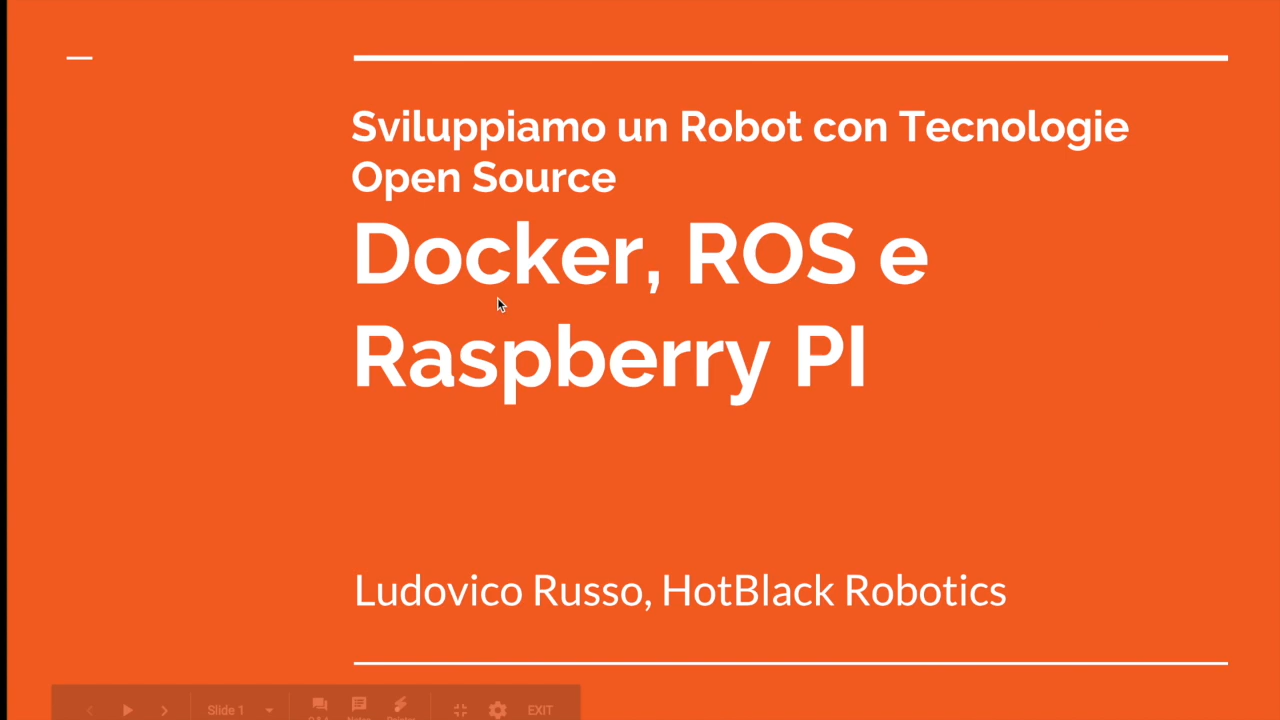 Sviluppiamo un Robot con Tecnologie
Open Source
Docker, ROS e
Raspberry PI
Ludovico Russo, HotBlack Robotics
Slide 1
EXIT